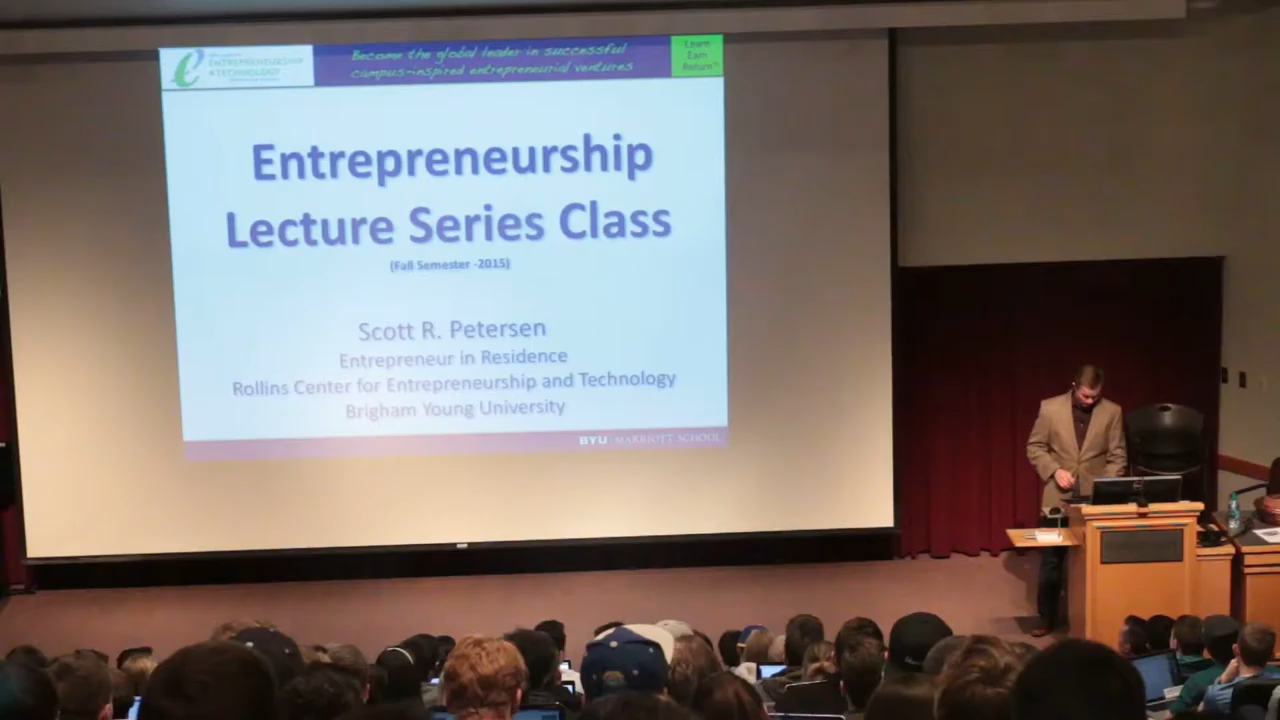 ENTREPRENEURSHIP
& TECHNOLOGY
Become the global leader in successful
campus-inspired entrepreneurial ventures
Learn
Earn
Return™
Entrepreneurship
Lecture Series Class
(Fall Semester -2015)
Scott R. Petersen
Entrepreneur in Residence
Rollins Center for Entrepreneurship and Technology
Brigham Young University
BYU MARRIOTT SCHOOL